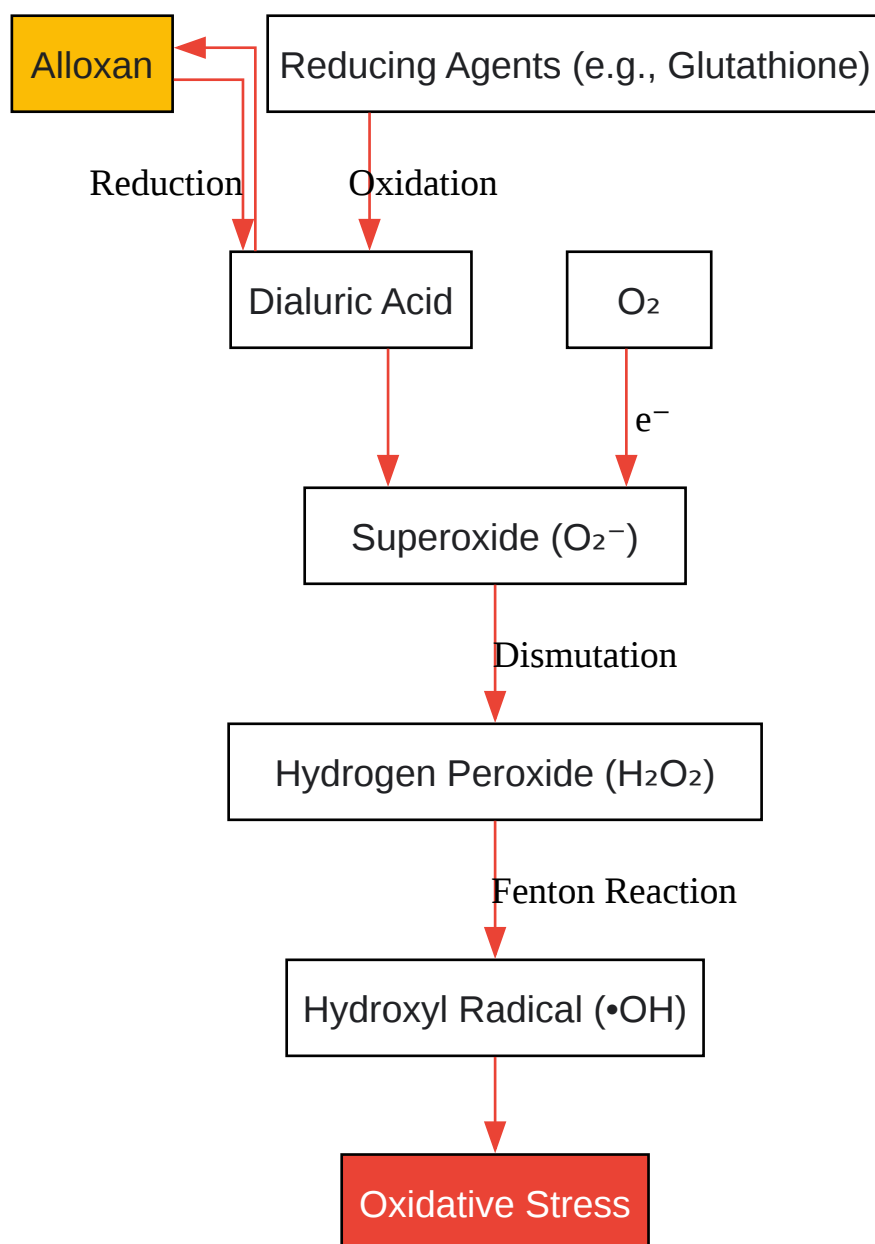 Alloxan
Reducing Agents (e.g., Glutathione)
Reduction
Oxidation
Dialuric Acid
O₂
e⁻
Superoxide (O₂⁻)
Dismutation
Hydrogen Peroxide (H₂O₂)
Fenton Reaction
Hydroxyl Radical (•OH)
Oxidative Stress